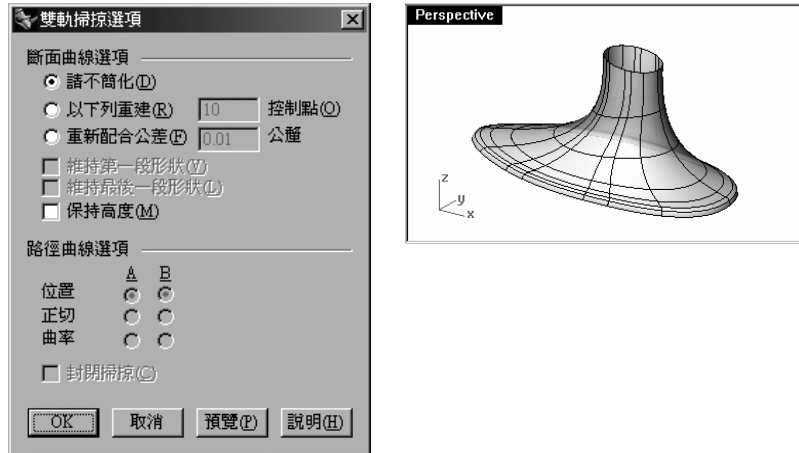 雙軌掃掠選項
斷面曲線選項
請不簡化(D)
以下列重建(R) 10 控制點(O)
重新配合公差(F) 0.01 公釐
維持第一段形狀(V)
維持最後一段形狀(L)
保持高度(M)
路徑曲線選項
A B
位置
正切
曲率
封閉掃掠(C)
OK 取消 預覽(P) 說明(H)
Perspective
z
y
x